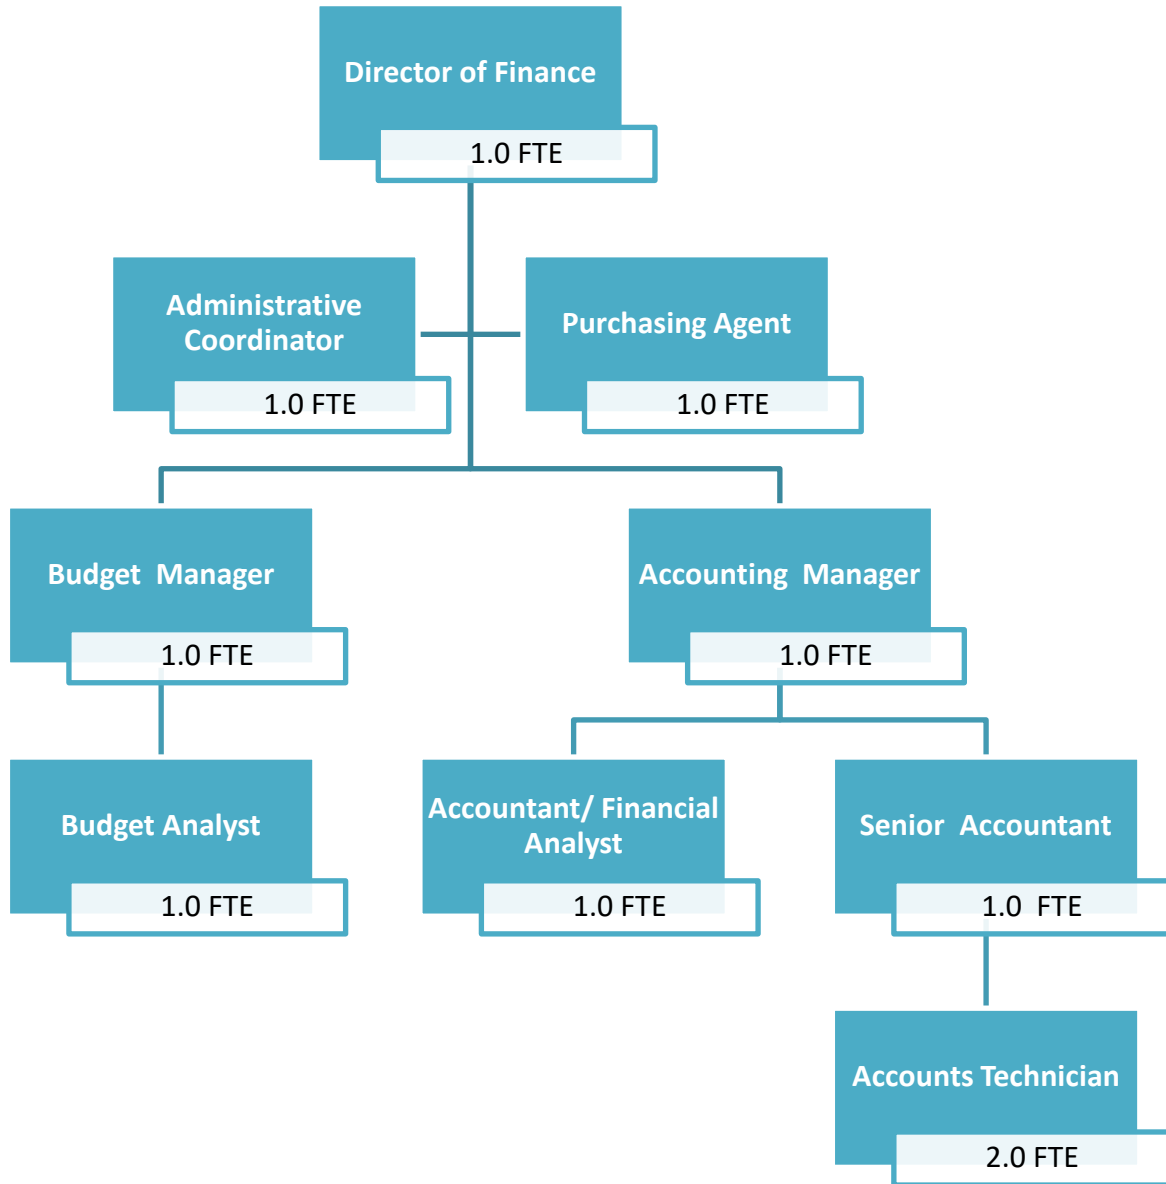 Director of Finance
1.0 FTE
Administrative
Coordinator
1.0 FTE
Purchasing Agent
1.0 FTE
Budget  Manager
1.0 FTE
Accounting  Manager
1.0 FTE
Budget Analyst
1.0 FTE
Accountant/ Financial
Analyst
1.0 FTE
Senior  Accountant
1.0  FTE
Accounts Technician
2.0 FTE